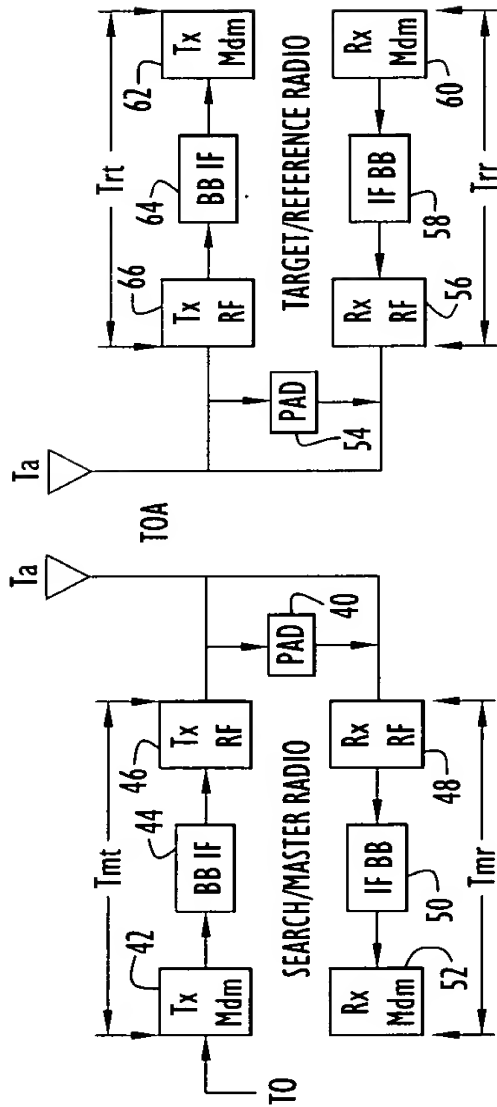 Tmt
42
Tx
Mdm
44
BB IF
46
Tx
RF
TO
SEARCH/MASTER RADIO
PAD
40
Rx
Mdm
52
IF BB
50
Rx
RF
48
Tmr
Ta
TOA
Ta
Trt
66
Tx
RF
64
BB IF
62
Tx
Mdm
PAD
54
TARGET/REFERENCE RADIO
Rx
RF
56
IF BB
58
Rx
Mdm
60
Trr